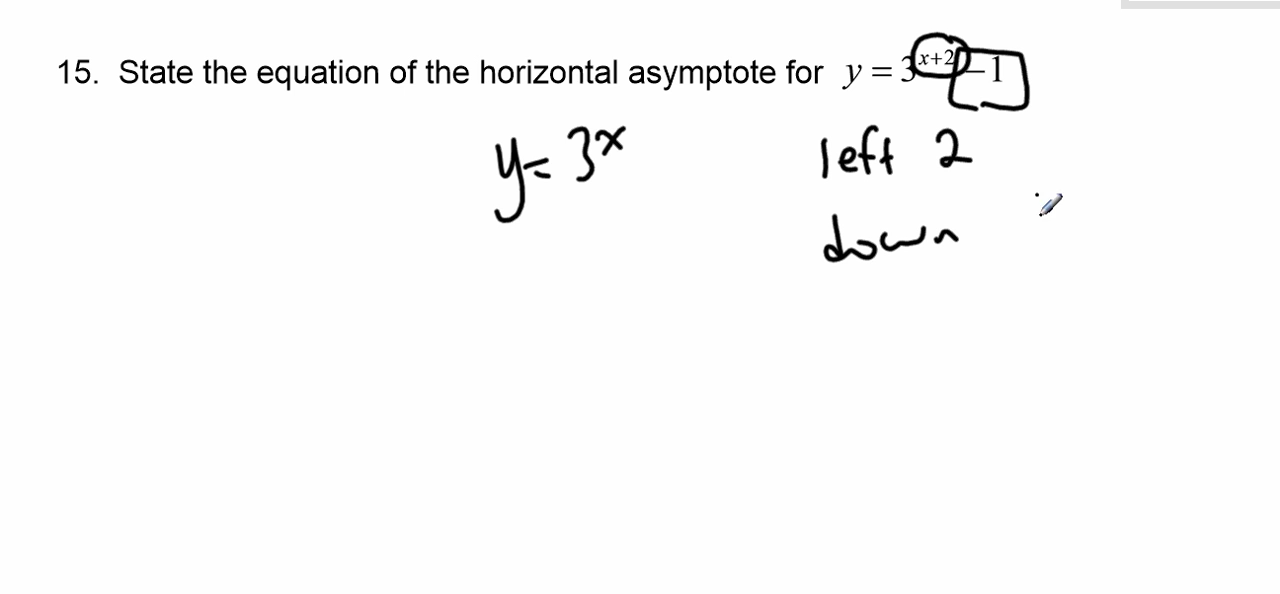 15. State the equation of the horizontal asymptote for y = 3^{x+2} – 1
y = 3^x
left 2
down